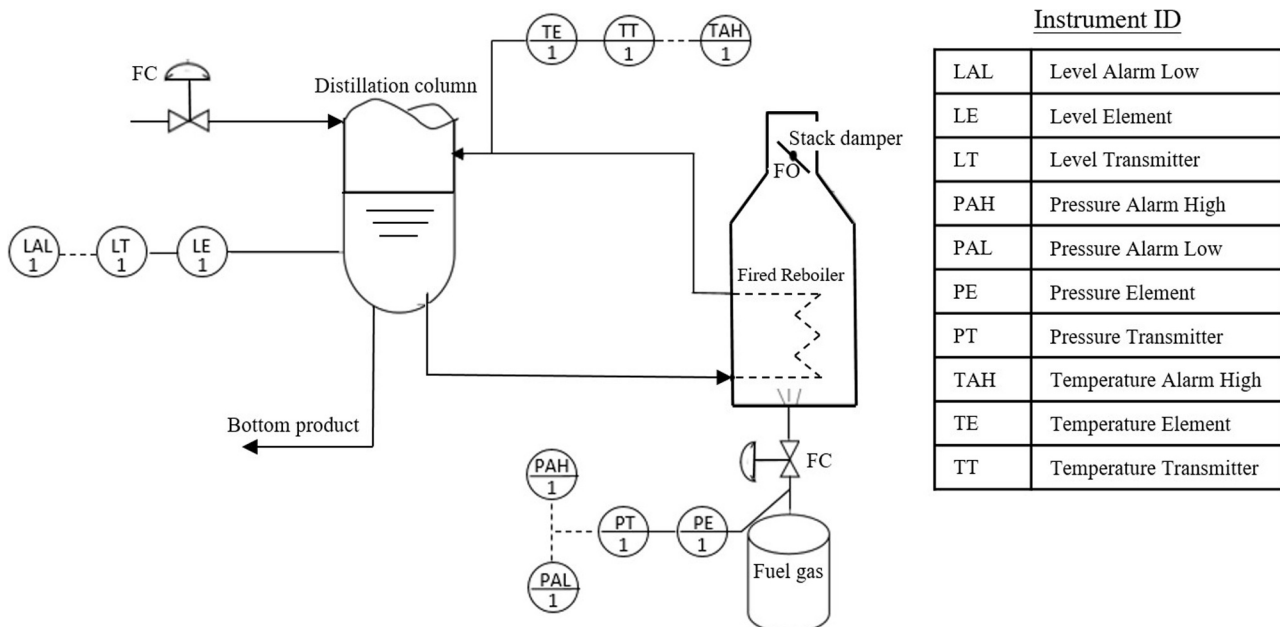 TE
1
TT
1
TAH
1
FC
Distillation column
Stack damper
FO
LAL
1
LT
1
LE
1
Fired Reboiler
Bottom product
FC
PAH
1
PT
1
PE
1
PAL
1
Fuel gas
Instrument ID
LAL Level Alarm Low
LE Level Element
LT Level Transmitter
PAH Pressure Alarm High
PAL Pressure Alarm Low
PE Pressure Element
PT Pressure Transmitter
TAH Temperature Alarm High
TE Temperature Element
TT Temperature Transmitter